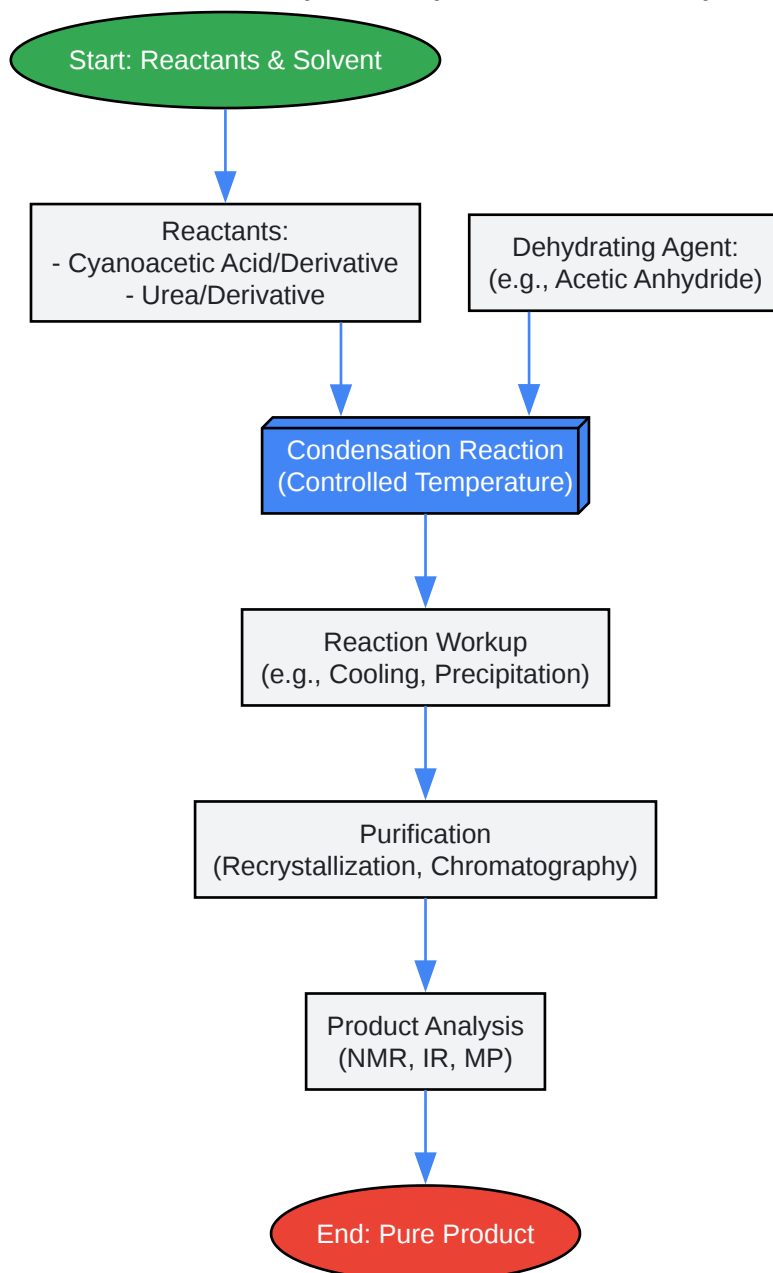 Start: Reactants & Solvent
Reactants:
- Cyanoacetic Acid/Derivative
- Urea/Derivative
Dehydrating Agent:
(e.g., Acetic Anhydride)
Condensation Reaction
(Controlled Temperature)
Reaction Workup
(e.g., Cooling, Precipitation)
Purification
(Recrystallization, Chromatography)
Product Analysis
(NMR, IR, MP)
End: Pure Product